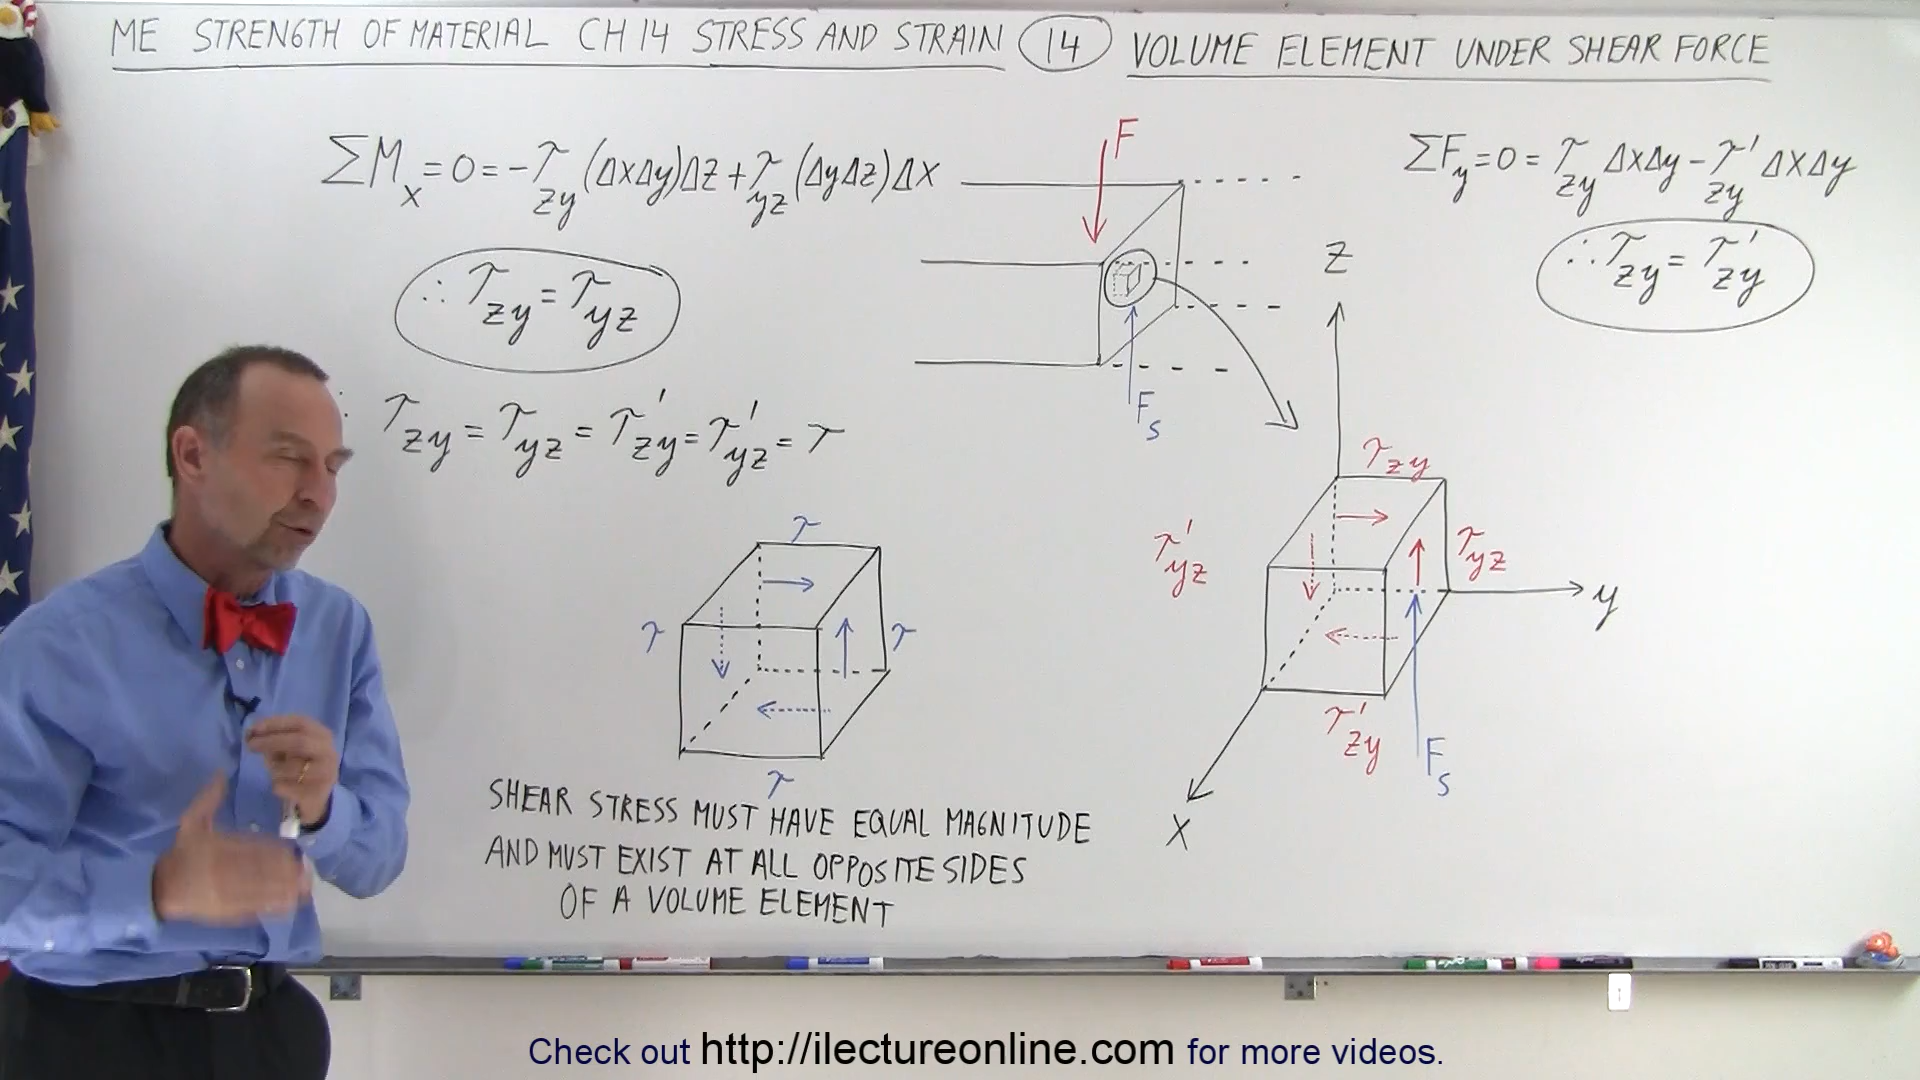 ME STRENGTH OF MATERIAL CH 14 STRESS AND STRAIN 14 VOLUME ELEMENT UNDER SHEAR FORCE
ΣMx = 0 = -τzy (ΔxΔy)Δz + τyz (ΔyΔz)Δx
∴ τzy = τyz
∴ τzy = τyz = τ'zy = τ'yz = τ
F
Fs
ΣFy = 0 = τzy ΔxΔy - τ'zy ΔxΔy
∴ τzy = τ'zy
z
τzy
τ'yz
τyz
y
τ'zy
Fs
x
τ
τ
τ
τ
SHEAR STRESS MUST HAVE EQUAL MAGNITUDE
AND MUST EXIST AT ALL OPPOSITE SIDES
OF A VOLUME ELEMENT
Check out http://ilectureonline.com for more videos.